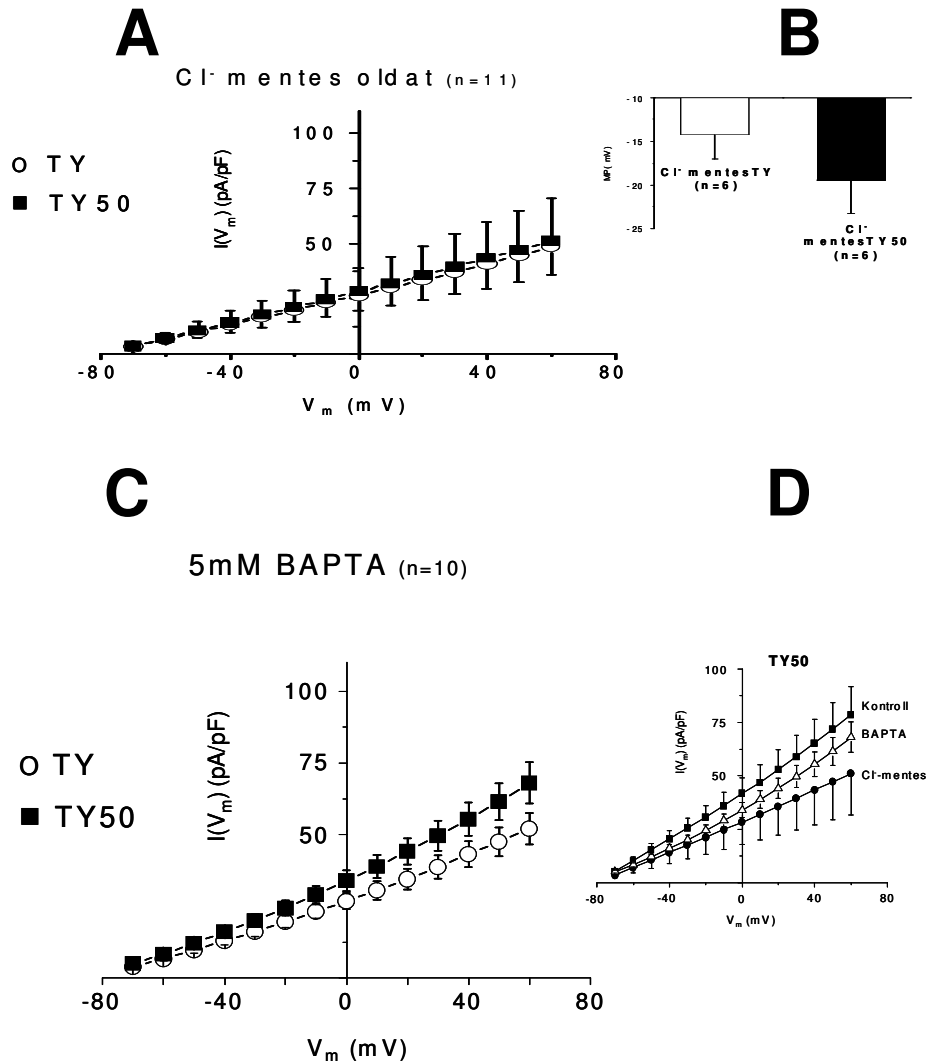 A
Cl- mentes oldat (n=11)
TY
TY50
I(Vm) (pA/pF)
100
75
50
-80
-40
0
40
80
Vm (mV)
B
MP( mV)
-10
-15
-20
-25
Cl- mentesTY
(n=6)
Cl-
mentesTY50
(n=6)
C
5mM BAPTA (n=10)
TY
TY50
I(Vm) (pA/pF)
100
75
50
-80
-40
0
40
80
Vm (mV)
D
TY50
I(Vm) (pA/pF)
100
75
50
Kontroll
BAPTA
Cl--mentes
-80
-40
0
40
80
Vm (mV)